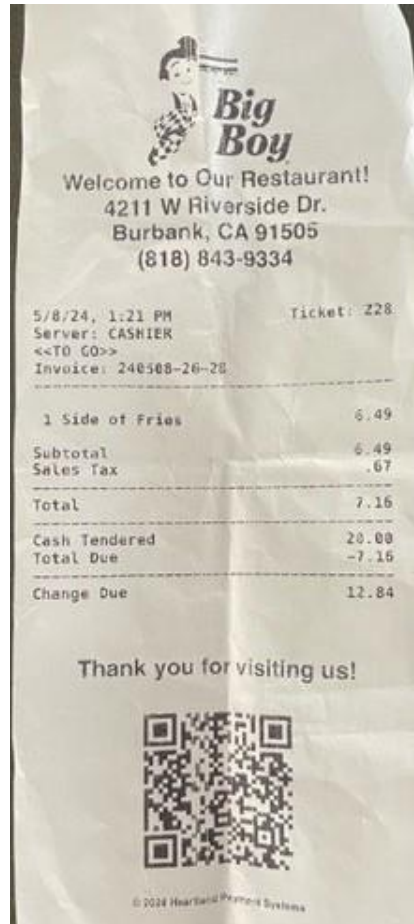 Big
Boy
Welcome to Our Restaurant!
4211 W Riverside Dr.
Burbank, CA 91505
(818) 843-9334
5/8/24, 1:21 PM Ticket: Z28
Server: CASHIER
<<TO GO>>
Invoice: 240508-26-28
1 Side of Fries 6.49
Subtotal 6.49
Sales Tax .67
Total 7.16
Cash Tendered 20.00
Total Due -7.16
Change Due 12.84
Thank you for visiting us!
© 2024 Heartland Payment Systems